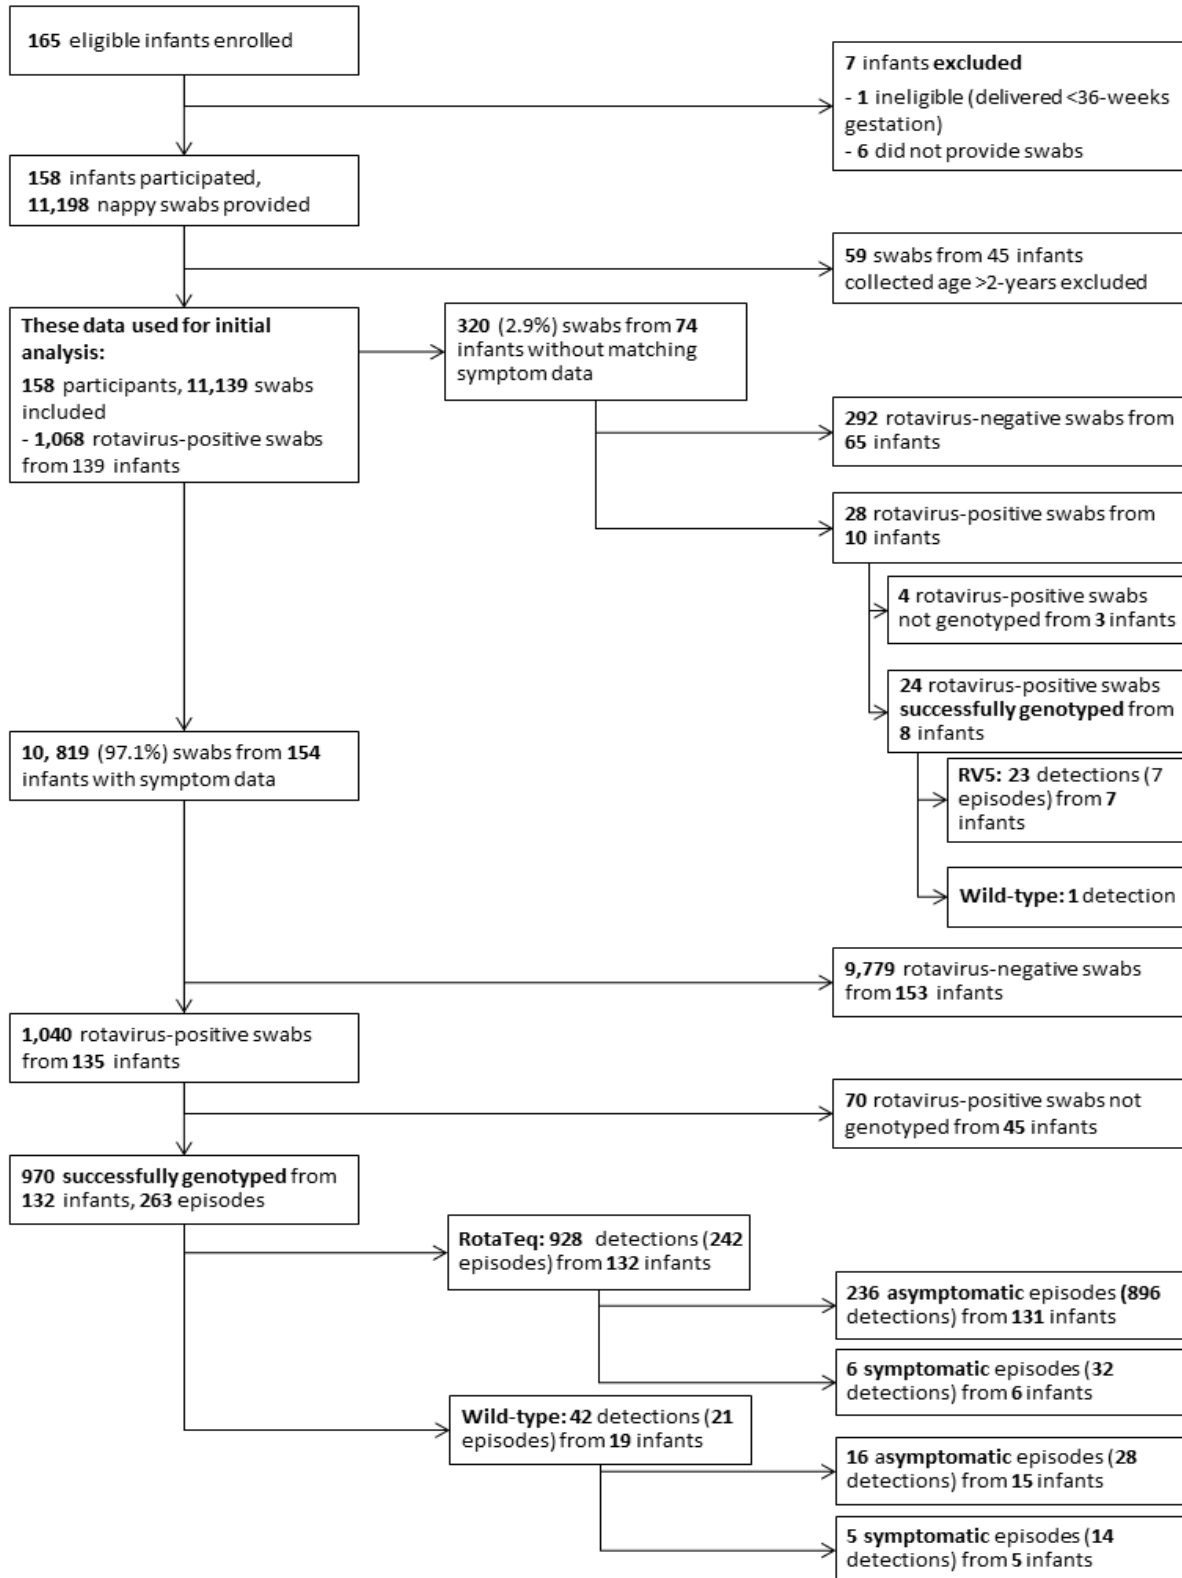 165 eligible infants enrolled
7 infants excluded
- 1 ineligible (delivered <36-weeks
gestation)
- 6 did not provide swabs
158 infants participated,
11,198 nappy swabs provided
59 swabs from 45 infants
collected age >2-years excluded
These data used for initial
analysis:
158 participants, 11,139 swabs
included
- 1,068 rotavirus-positive swabs
from 139 infants
320 (2.9%) swabs from 74
infants without matching
symptom data
292 rotavirus-negative swabs from
65 infants
28 rotavirus-positive swabs from
10 infants
4 rotavirus-positive swabs
not genotyped from 3 infants
24 rotavirus-positive swabs
successfully genotyped from
8 infants
10, 819 (97.1%) swabs from 154
infants with symptom data
RV5: 23 detections (7
episodes) from 7
infants
Wild-type: 1 detection
9,779 rotavirus-negative swabs
from 153 infants
1,040 rotavirus-positive swabs
from 135 infants
70 rotavirus-positive swabs not
genotyped from 45 infants
970 successfully genotyped from
132 infants, 263 episodes
RotaTeq: 928 detections (242
episodes) from 132 infants
236 asymptomatic episodes (896
detections) from 131 infants
6 symptomatic episodes (32
detections) from 6 infants
Wild-type: 42 detections (21
episodes) from 19 infants
16 asymptomatic episodes (28
detections) from 15 infants
5 symptomatic episodes (14
detections) from 5 infants